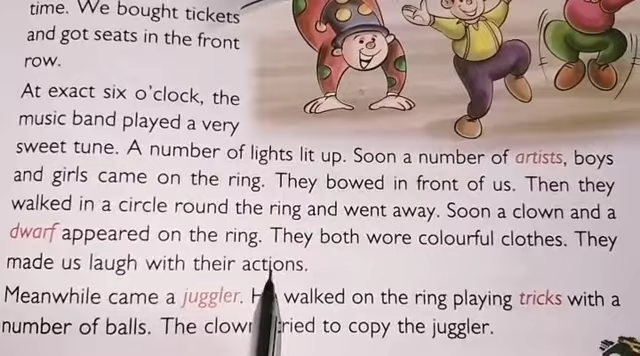 time. We bought tickets
and got seats in the front
row.
At exact six o'clock, the
music band played a very
sweet tune. A number of lights lit up. Soon a number of artists, boys
and girls came on the ring. They bowed in front of us. Then they
walked in a circle round the ring and went away. Soon a clown and a
dwarf appeared on the ring. They both wore colourful clothes. They
made us laugh with their actions.
Meanwhile came a juggler. walked on the ring playing tricks with a
number of balls. The clown tried to copy the juggler.